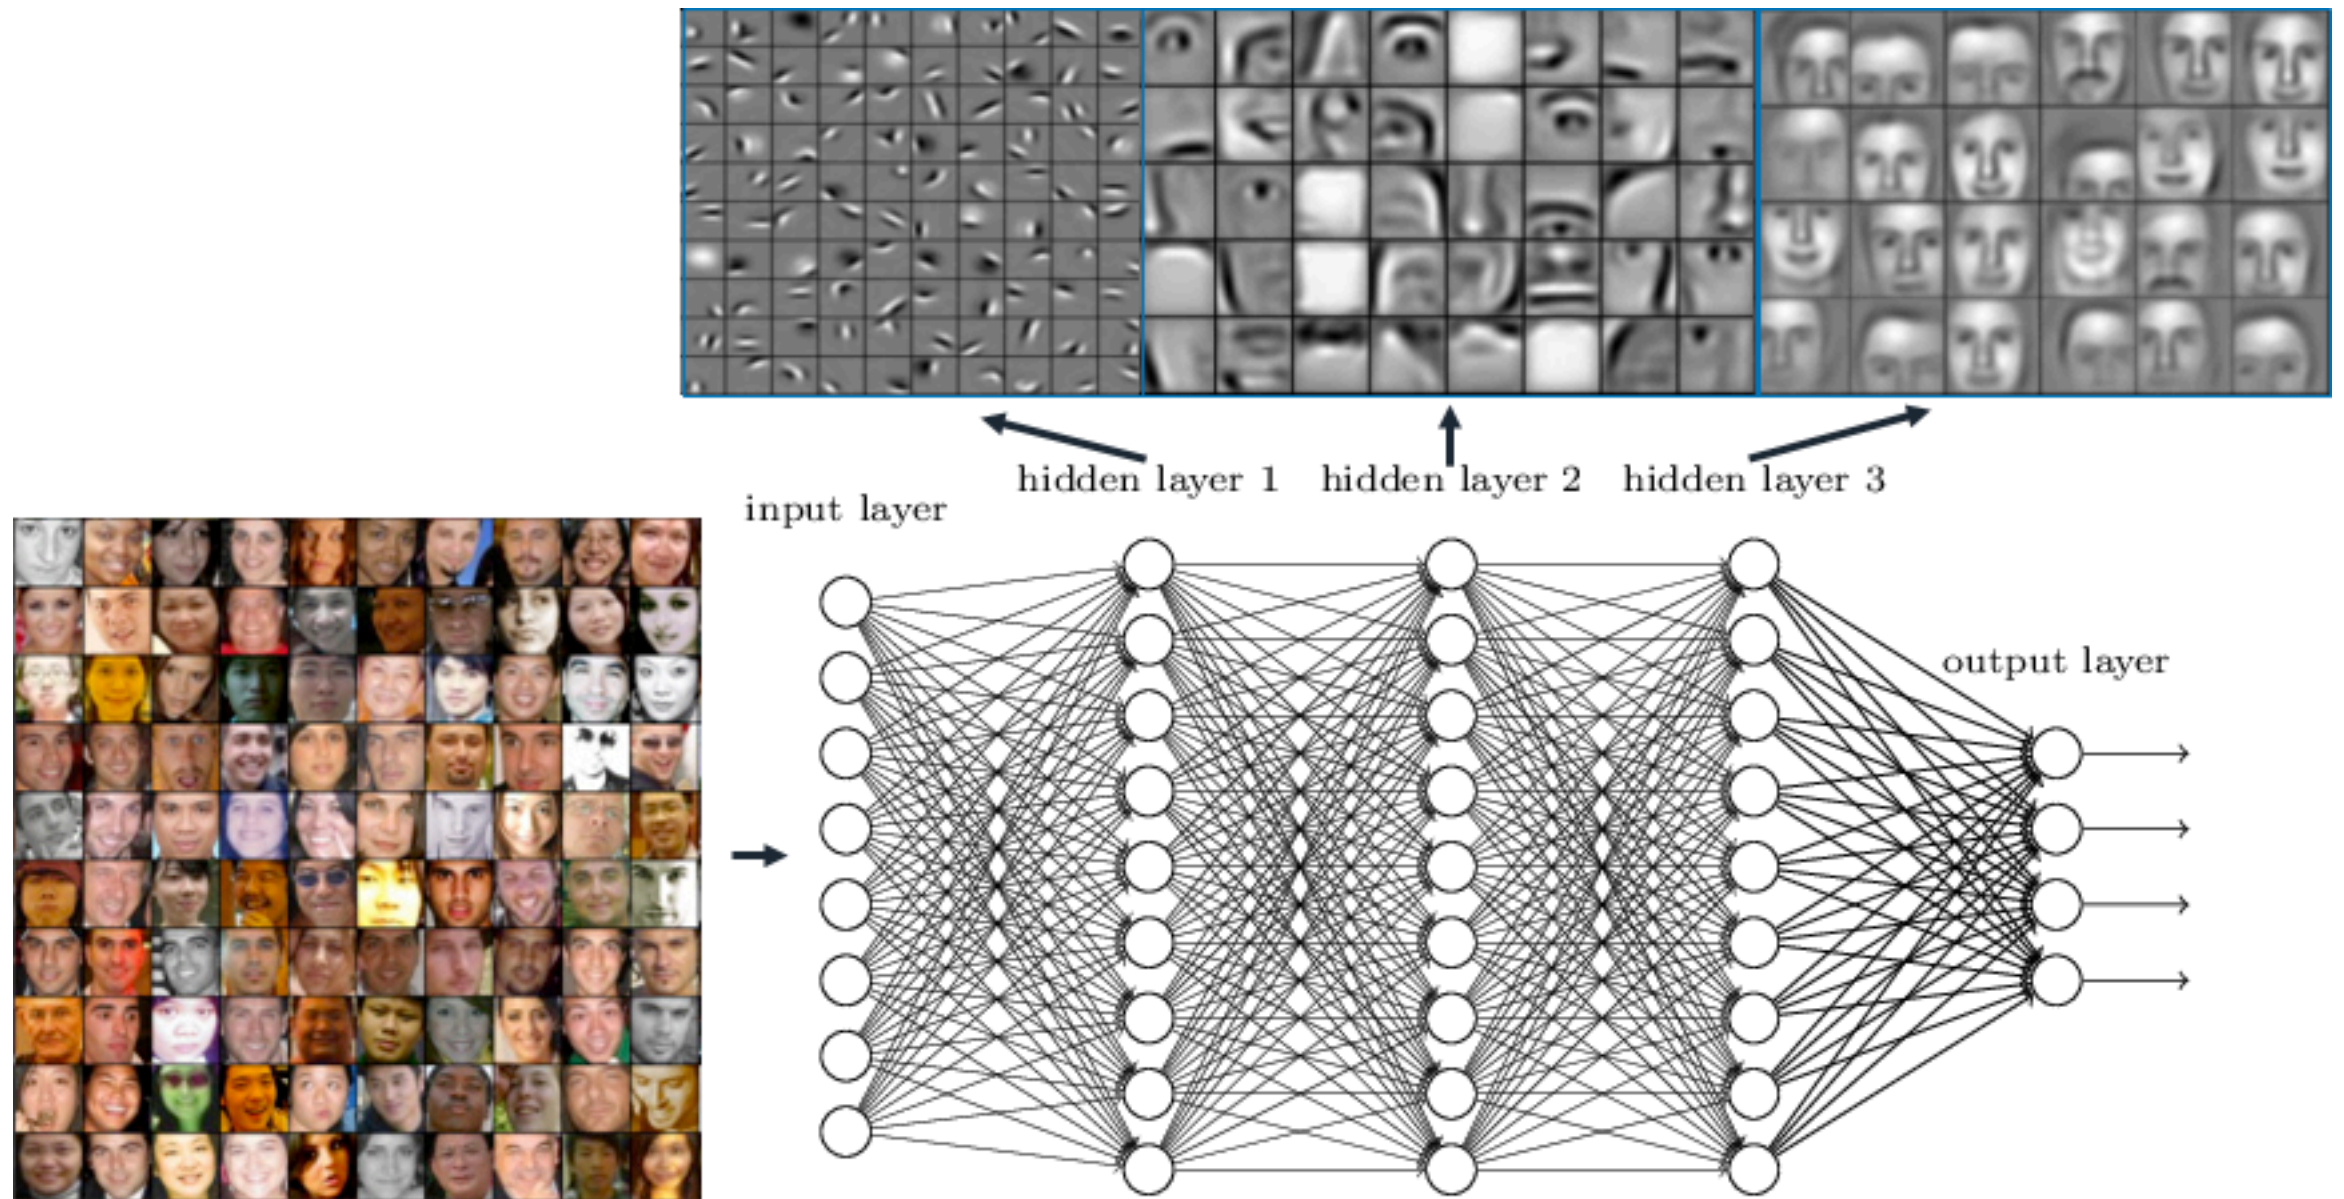 hidden layer 1
hidden layer 2
hidden layer 3
input layer
output layer